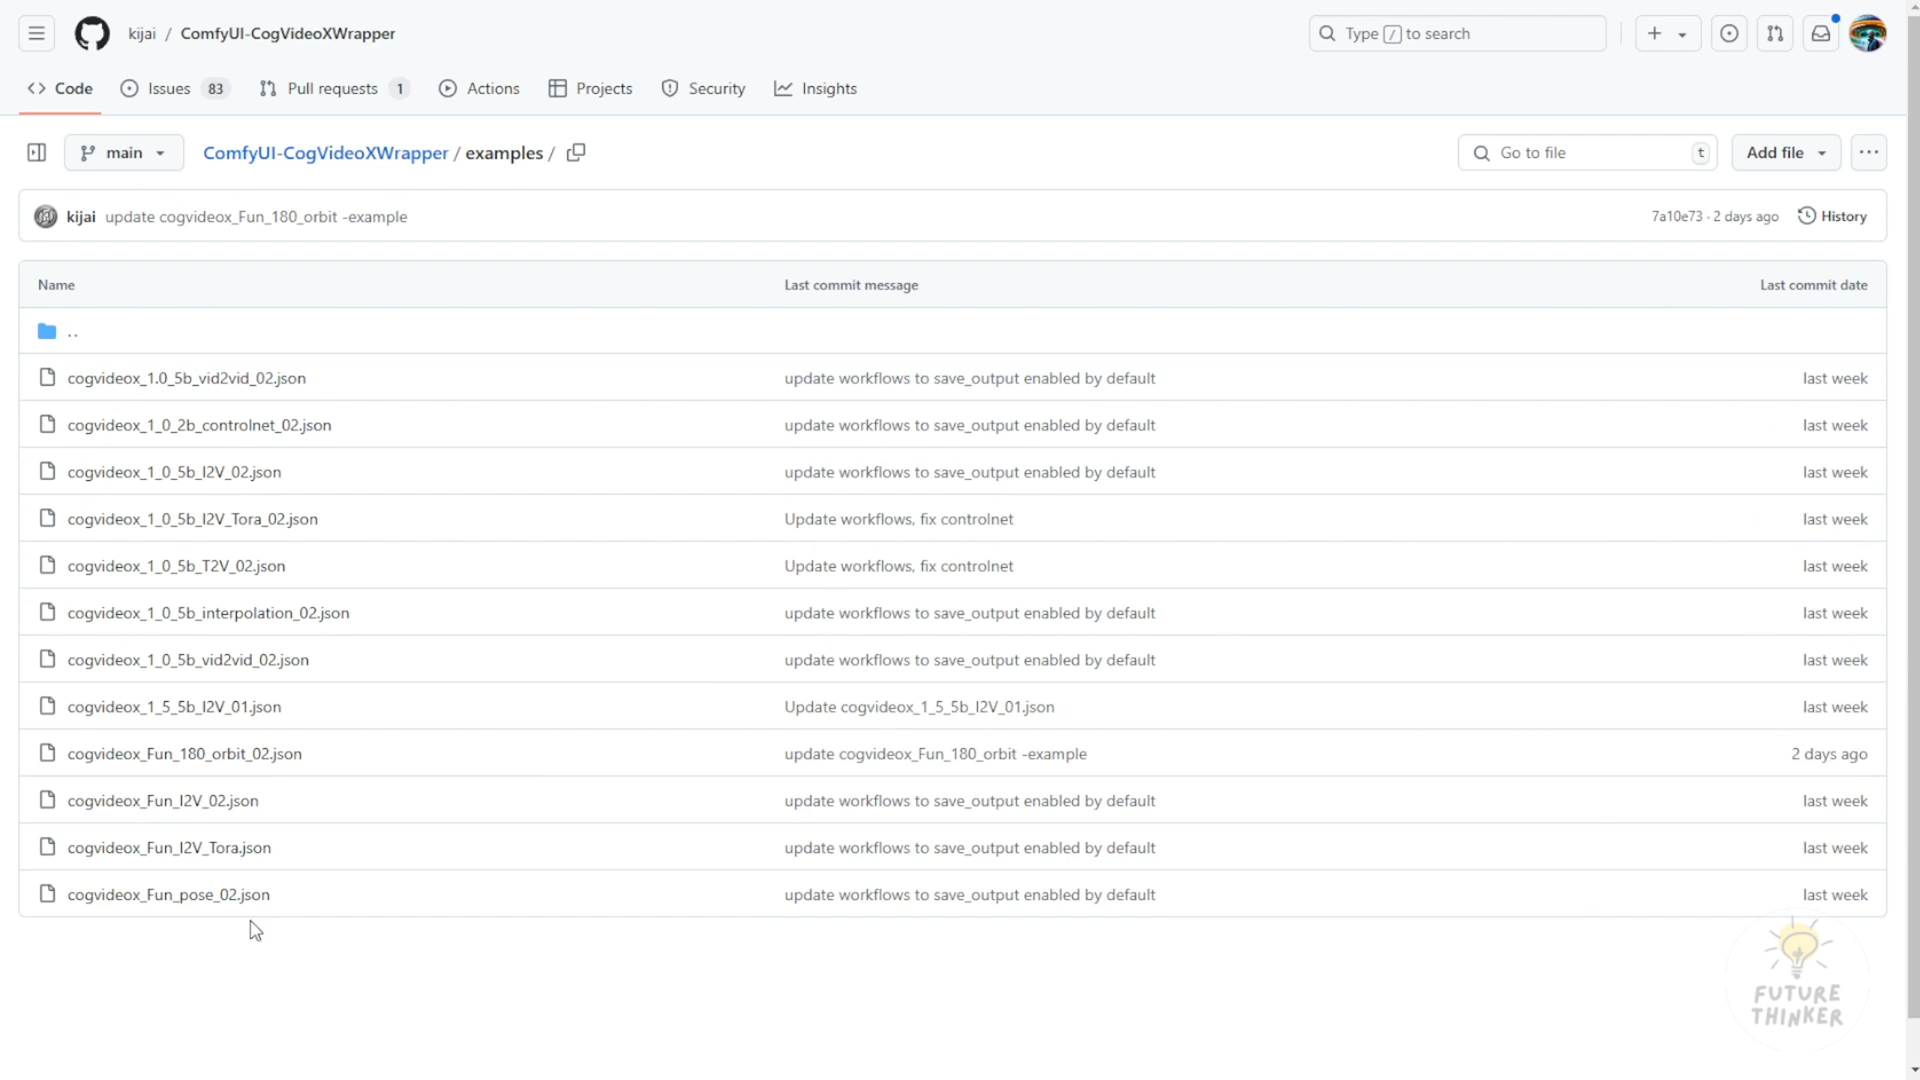 kijai / ComfyUI-CogVideoXWrapper
Type / to search
Code Issues 83 Pull requests 1 Actions Projects Security Insights
main ComfyUI-CogVideoXWrapper / examples / Go to file t Add file
kijai update cogvideox_Fun_180_orbit -example 7a10e73 · 2 days ago History
Name Last commit message Last commit date
..
cogvideox_1.0_5b_vid2vid_02.json update workflows to save_output enabled by default last week
cogvideox_1_0_2b_controlnet_02.json update workflows to save_output enabled by default last week
cogvideox_1_0_5b_I2V_02.json update workflows to save_output enabled by default last week
cogvideox_1_0_5b_I2V_Tora_02.json Update workflows, fix controlnet last week
cogvideox_1_0_5b_T2V_02.json Update workflows, fix controlnet last week
cogvideox_1_0_5b_interpolation_02.json update workflows to save_output enabled by default last week
cogvideox_1_0_5b_vid2vid_02.json update workflows to save_output enabled by default last week
cogvideox_1_5_5b_I2V_01.json Update cogvideox_1_5_5b_I2V_01.json last week
cogvideox_Fun_180_orbit_02.json update cogvideox_Fun_180_orbit -example 2 days ago
cogvideox_Fun_I2V_02.json update workflows to save_output enabled by default last week
cogvideox_Fun_I2V_Tora.json update workflows to save_output enabled by default last week
cogvideox_Fun_pose_02.json update workflows to save_output enabled by default last week
FUTURE
THINKER